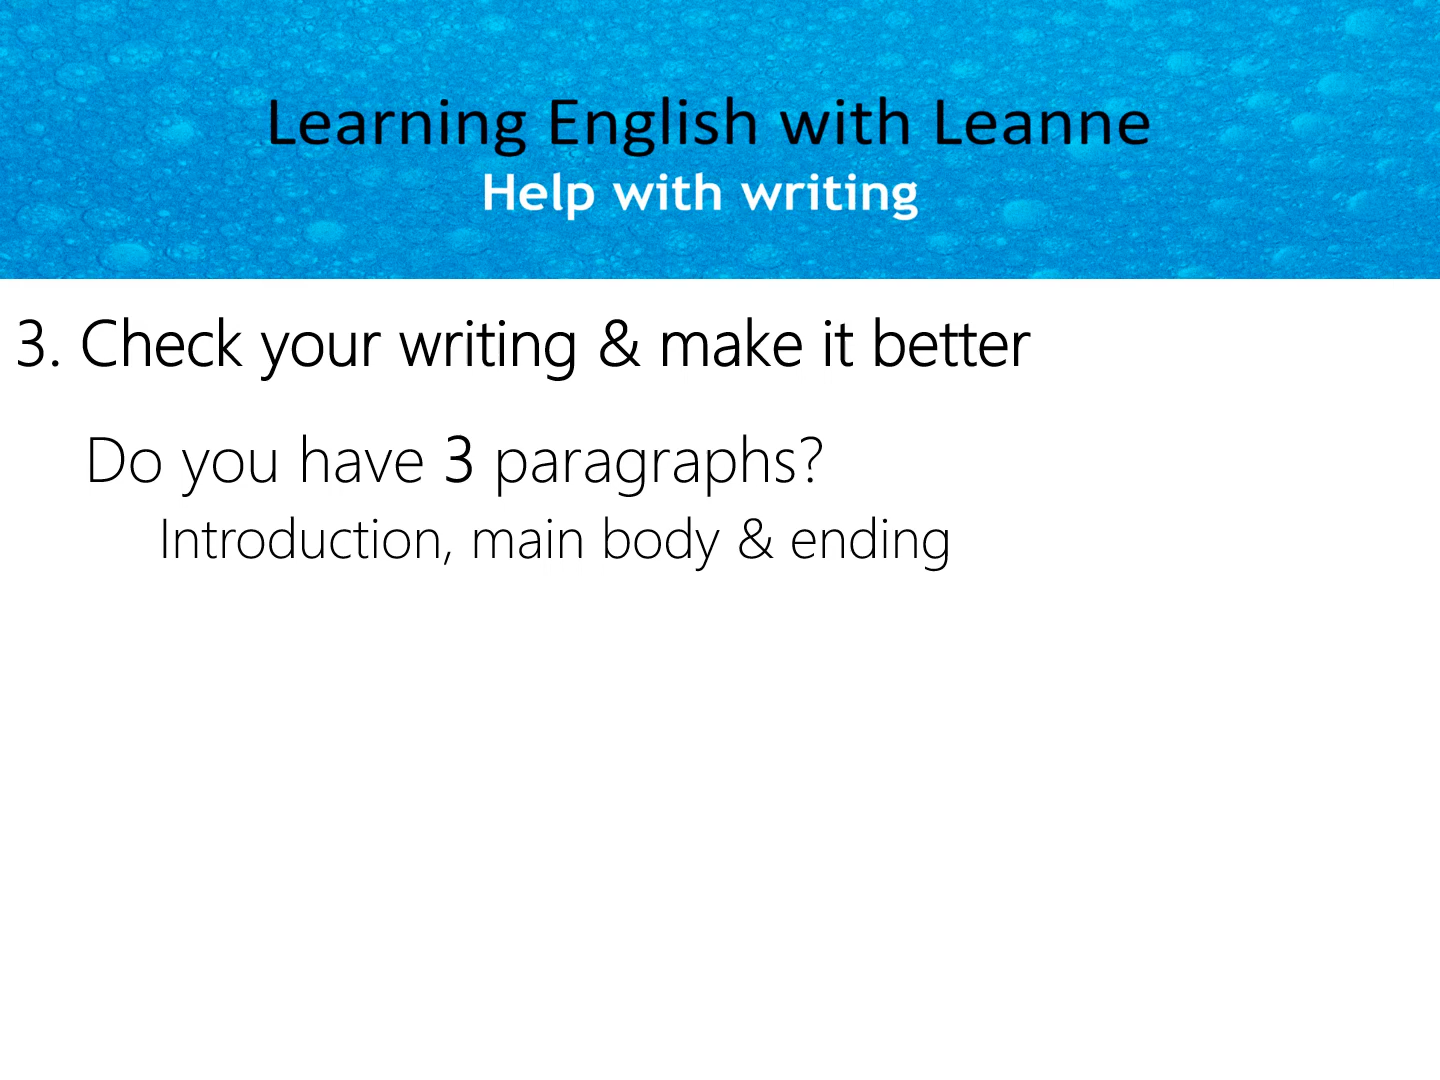 Learning English with Leanne
Help with writing
3. Check your writing & make it better
Do you have 3 paragraphs?
Introduction, main body & ending